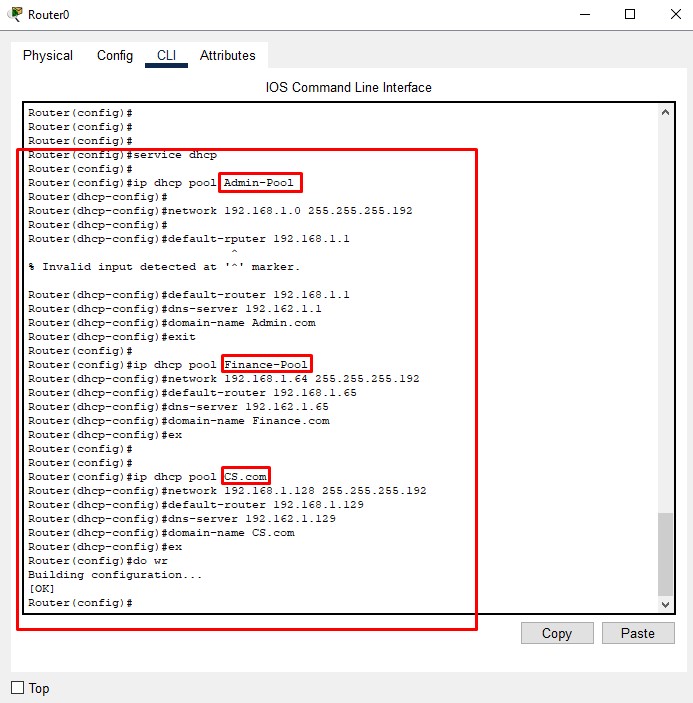 Router0
Physical Config CLI Attributes
IOS Command Line Interface
Router(config)#
Router(config)#
Router(config)#
Router(config)#service dhcp
Router(config)#
Router(config)#ip dhcp pool Admin-Pool
Router(dhcp-config)#
Router(dhcp-config)#network 192.168.1.0 255.255.255.192
Router(dhcp-config)#
Router(dhcp-config)#default-rputer 192.168.1.1
^
% Invalid input detected at '^' marker.
Router(dhcp-config)#default-router 192.168.1.1
Router(dhcp-config)#dns-server 192.162.1.1
Router(dhcp-config)#domain-name Admin.com
Router(dhcp-config)#exit
Router(config)#
Router(config)#ip dhcp pool Finance-Pool
Router(dhcp-config)#network 192.168.1.64 255.255.255.192
Router(dhcp-config)#default-router 192.168.1.65
Router(dhcp-config)#dns-server 192.162.1.65
Router(dhcp-config)#domain-name Finance.com
Router(dhcp-config)#ex
Router(config)#
Router(config)#
Router(config)#ip dhcp pool CS.com
Router(dhcp-config)#network 192.168.1.128 255.255.255.192
Router(dhcp-config)#default-router 192.168.1.129
Router(dhcp-config)#dns-server 192.162.1.129
Router(dhcp-config)#domain-name CS.com
Router(dhcp-config)#ex
Router(config)#do wr
Building configuration...
[OK]
Router(config)#
Copy Paste
Top